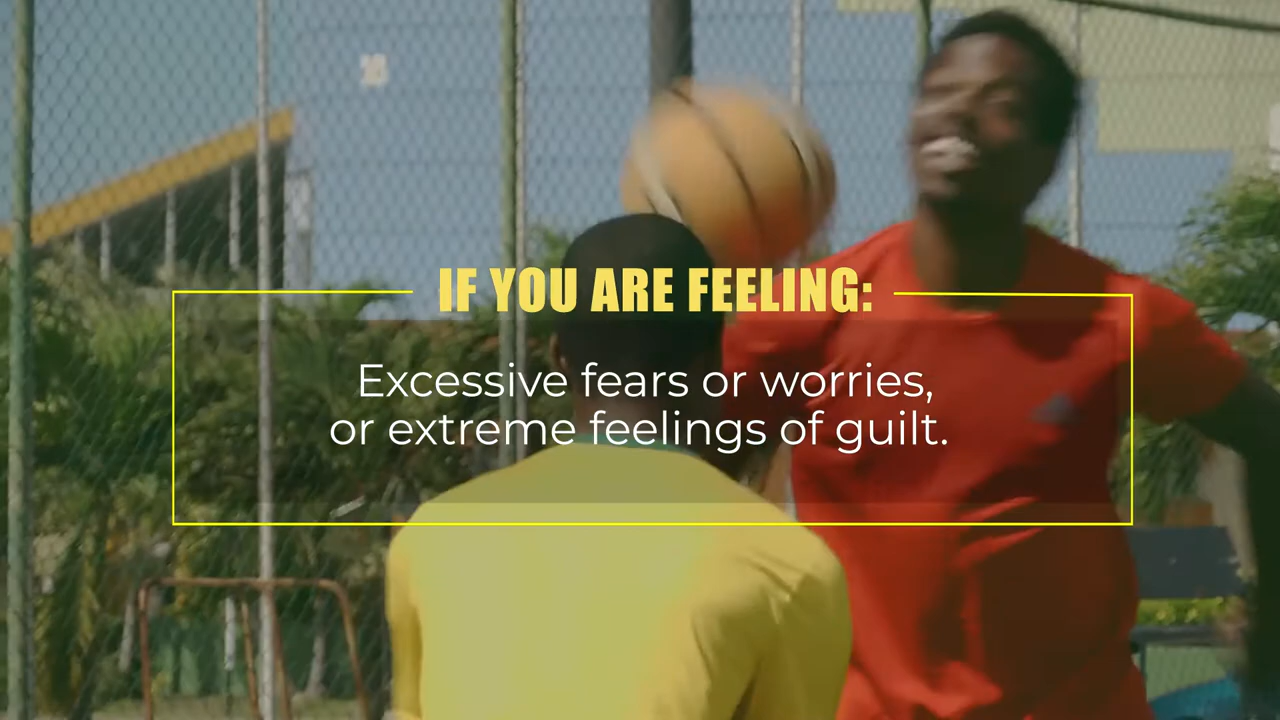 IF YOU ARE FEELING:
Excessive fears or worries,
or extreme feelings of guilt.